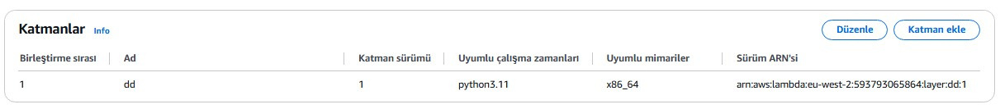 Katmanlar Info Düzenle Katman ekle
Birleştirme sırası Ad Katman sürümü Uyumlu çalışma zamanları Uyumlu mimariler Sürüm ARN'si
1 dd 1 python3.11 x86_64 arn:aws:lambda:eu-west-2:593793065864:layer:dd:1